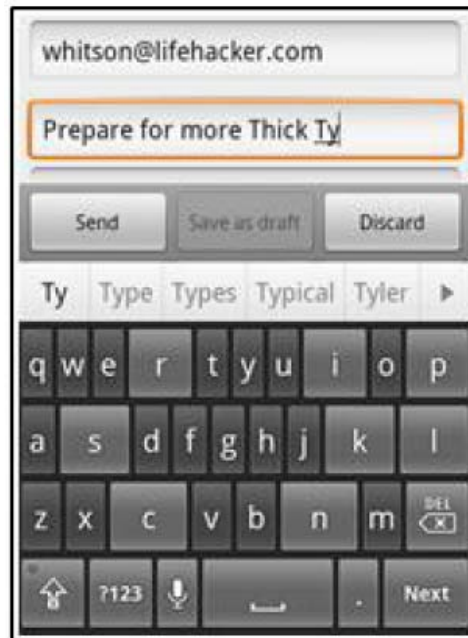 whitson@lifehacker.com
Prepare for more Thick Ty
Send Save as draft Discard
Ty Type Types Typical Tyler
q w e r t y u i o p
a s d f g h j k l
z x c v b n m DEL
?123 . Next